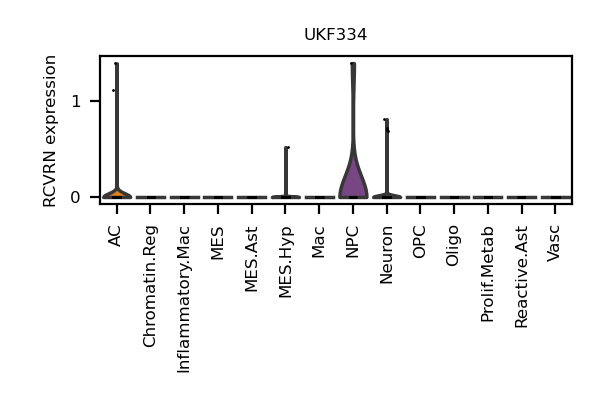 UKF334
RCVRN expression
1
0
AC
Chromatin.Reg
Inflammatory.Mac
MES
MES.Ast
MES.Hyp
Mac
NPC
Neuron
OPC
Oligo
Prolif.Metab
Reactive.Ast
Vasc